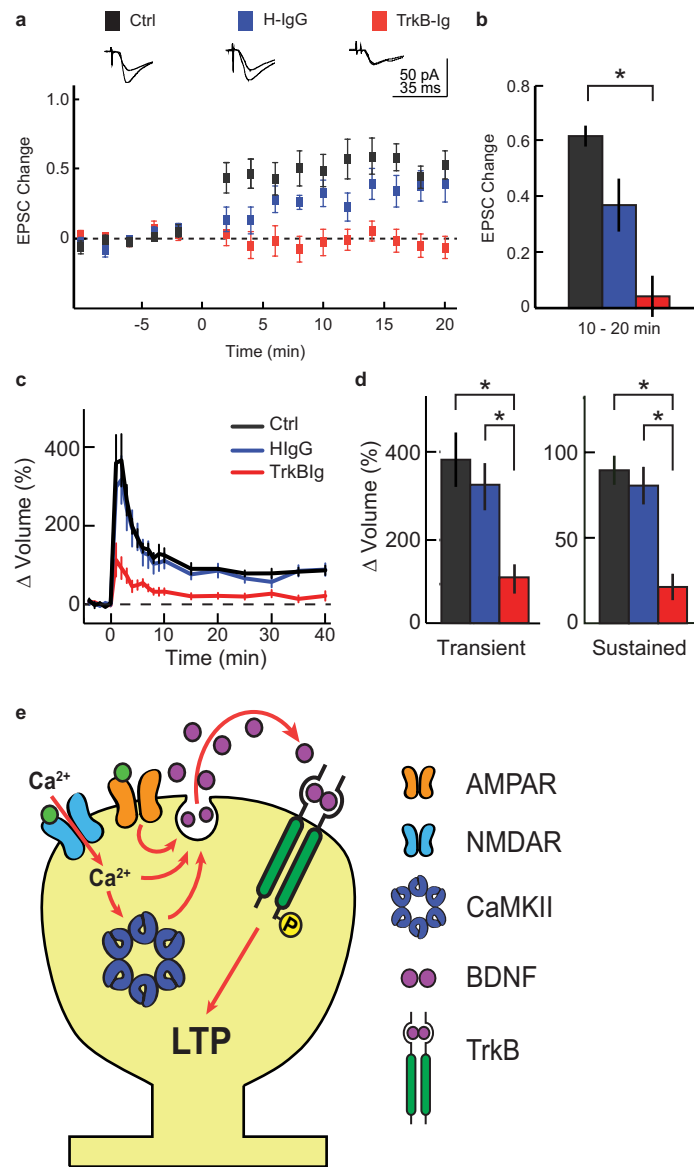 a
Ctrl H-IgG TrkB-Ig
50 pA
35 ms
EPSC Change
1.0
0.5
0
-5 0 5 10 15 20
Time (min)
b
*
EPSC Change
0.8
0.6
0.4
0.2
0
10 - 20 min
c
Ctrl
HIgG
TrkBIg
Δ Volume (%)
400
200
0
0 10 20 30 40
Time (min)
d
*
*
Δ Volume (%)
400
200
0
Transient
*
*
100
50
0
Sustained
e
Ca2+
Ca2+
P
LTP
AMPAR
NMDAR
CaMKII
BDNF
TrkB